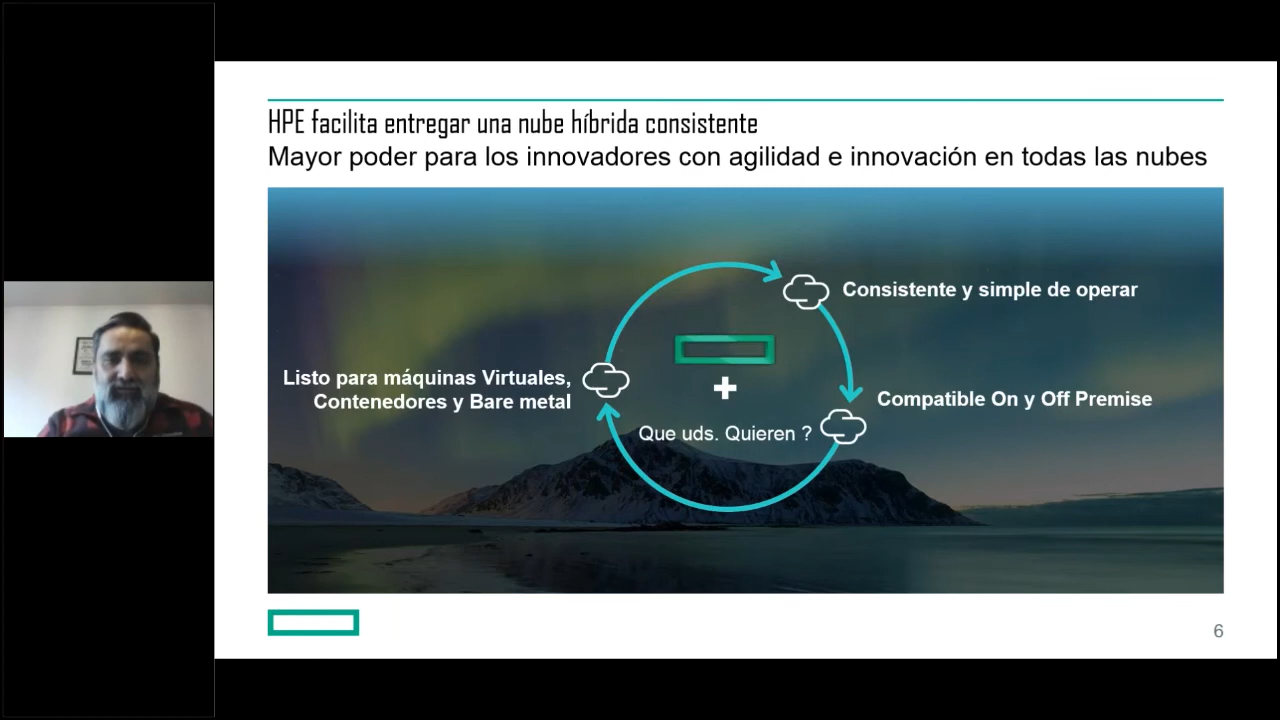 HPE facilita entregar una nube híbrida consistente
Mayor poder para los innovadores con agilidad e innovación en todas las nubes
Consistente y simple de operar
Listo para máquinas Virtuales,
Contenedores y Bare metal
Compatible On y Off Premise
Que uds. Quieren ?
6